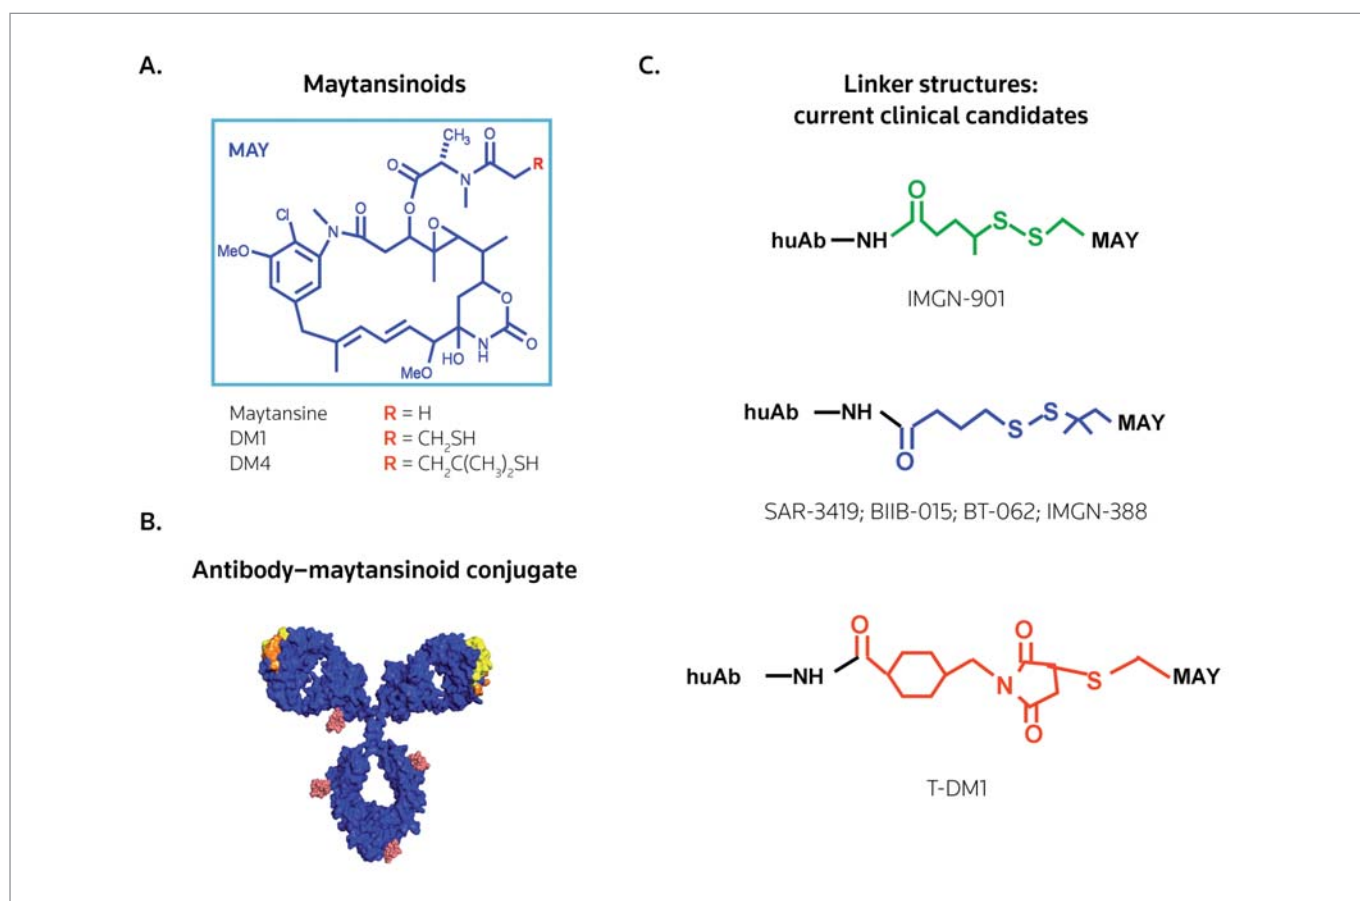 A.
Maytansinoids
MAY
CH₃
O
O
R
N
O
Cl
O
O
N
MeO
O
O
HO
N
H
MeO
Maytansine R = H
DM1 R = CH₂SH
DM4 R = CH₂C(CH₃)₂SH
B.
Antibody–maytansinoid conjugate
C.
Linker structures:
current clinical candidates
O
huAb NH S S MAY
IMGN-901
huAb NH S S MAY
O
SAR-3419; BIIB-015; BT-062; IMGN-388
O O
huAb NH N S MAY
O
T-DM1